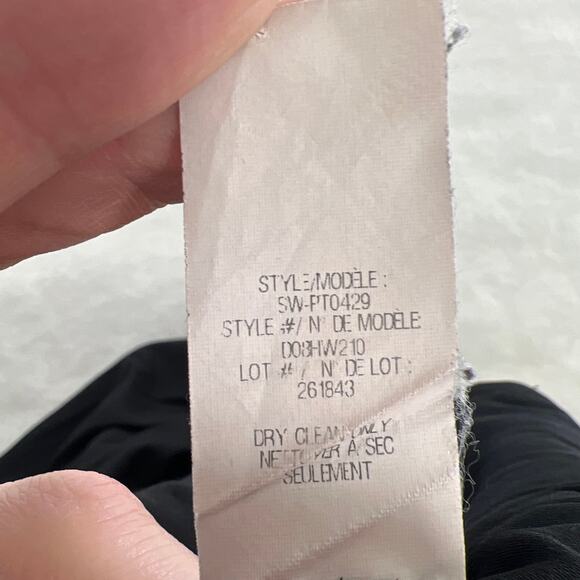 STYLE/MODÈLE :
SW-PT0429
STYLE #/ N° DE MODÈLE
D08HW210
LOT # / N° DE LOT :
261843
DRY CLEAN ONLY
NETTOYER À SEC
SEULEMENT